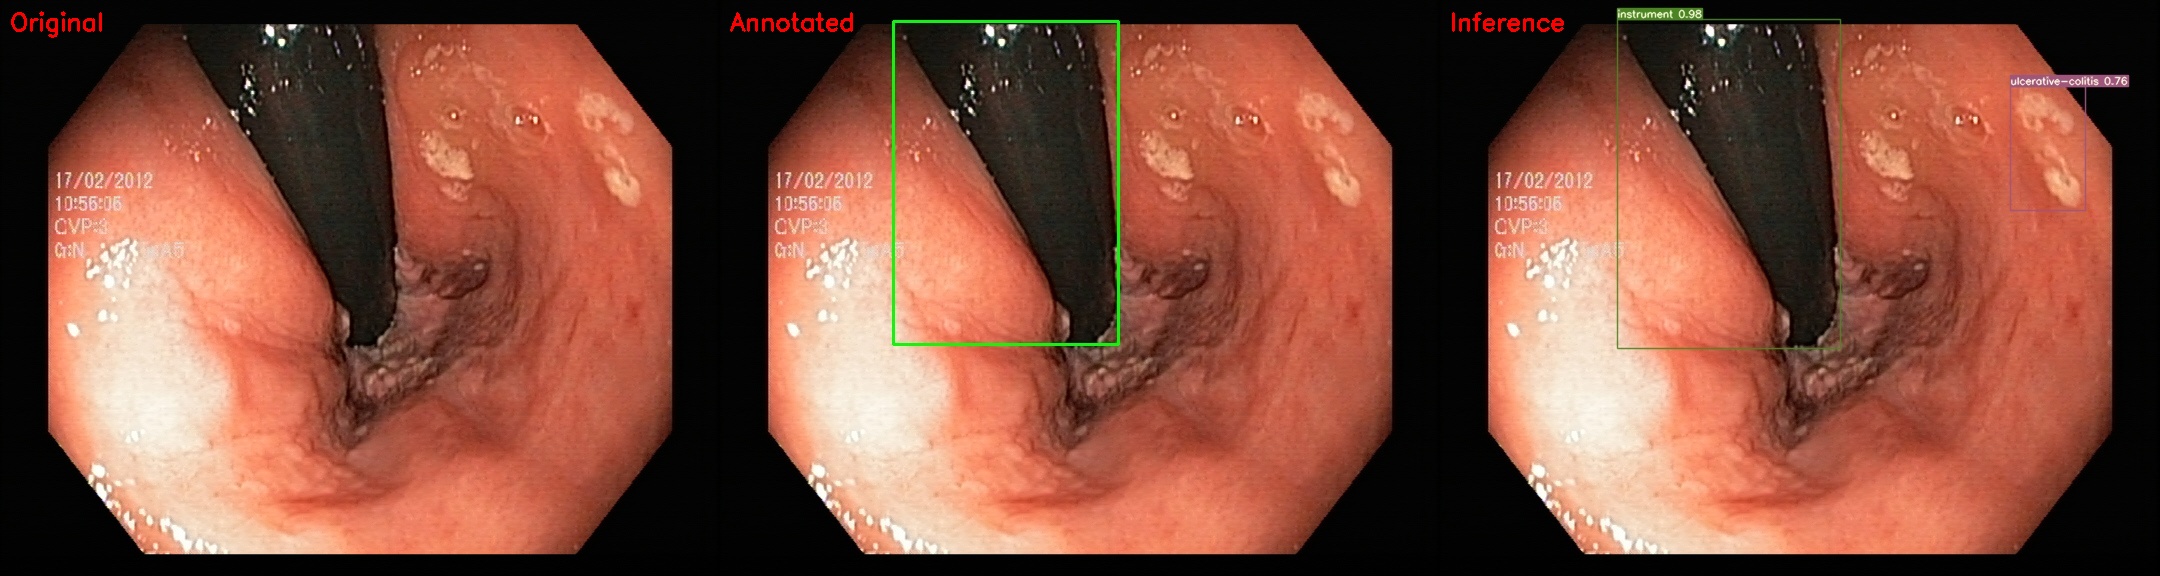 Original
17/02/2012
10:56:06
CVP:3
Annotated
17/02/2012
10:56:06
CVP:3
Inference
instrument 0.98
ulcerative-colitis 0.76
17/02/2012
10:56:06
CVP:3